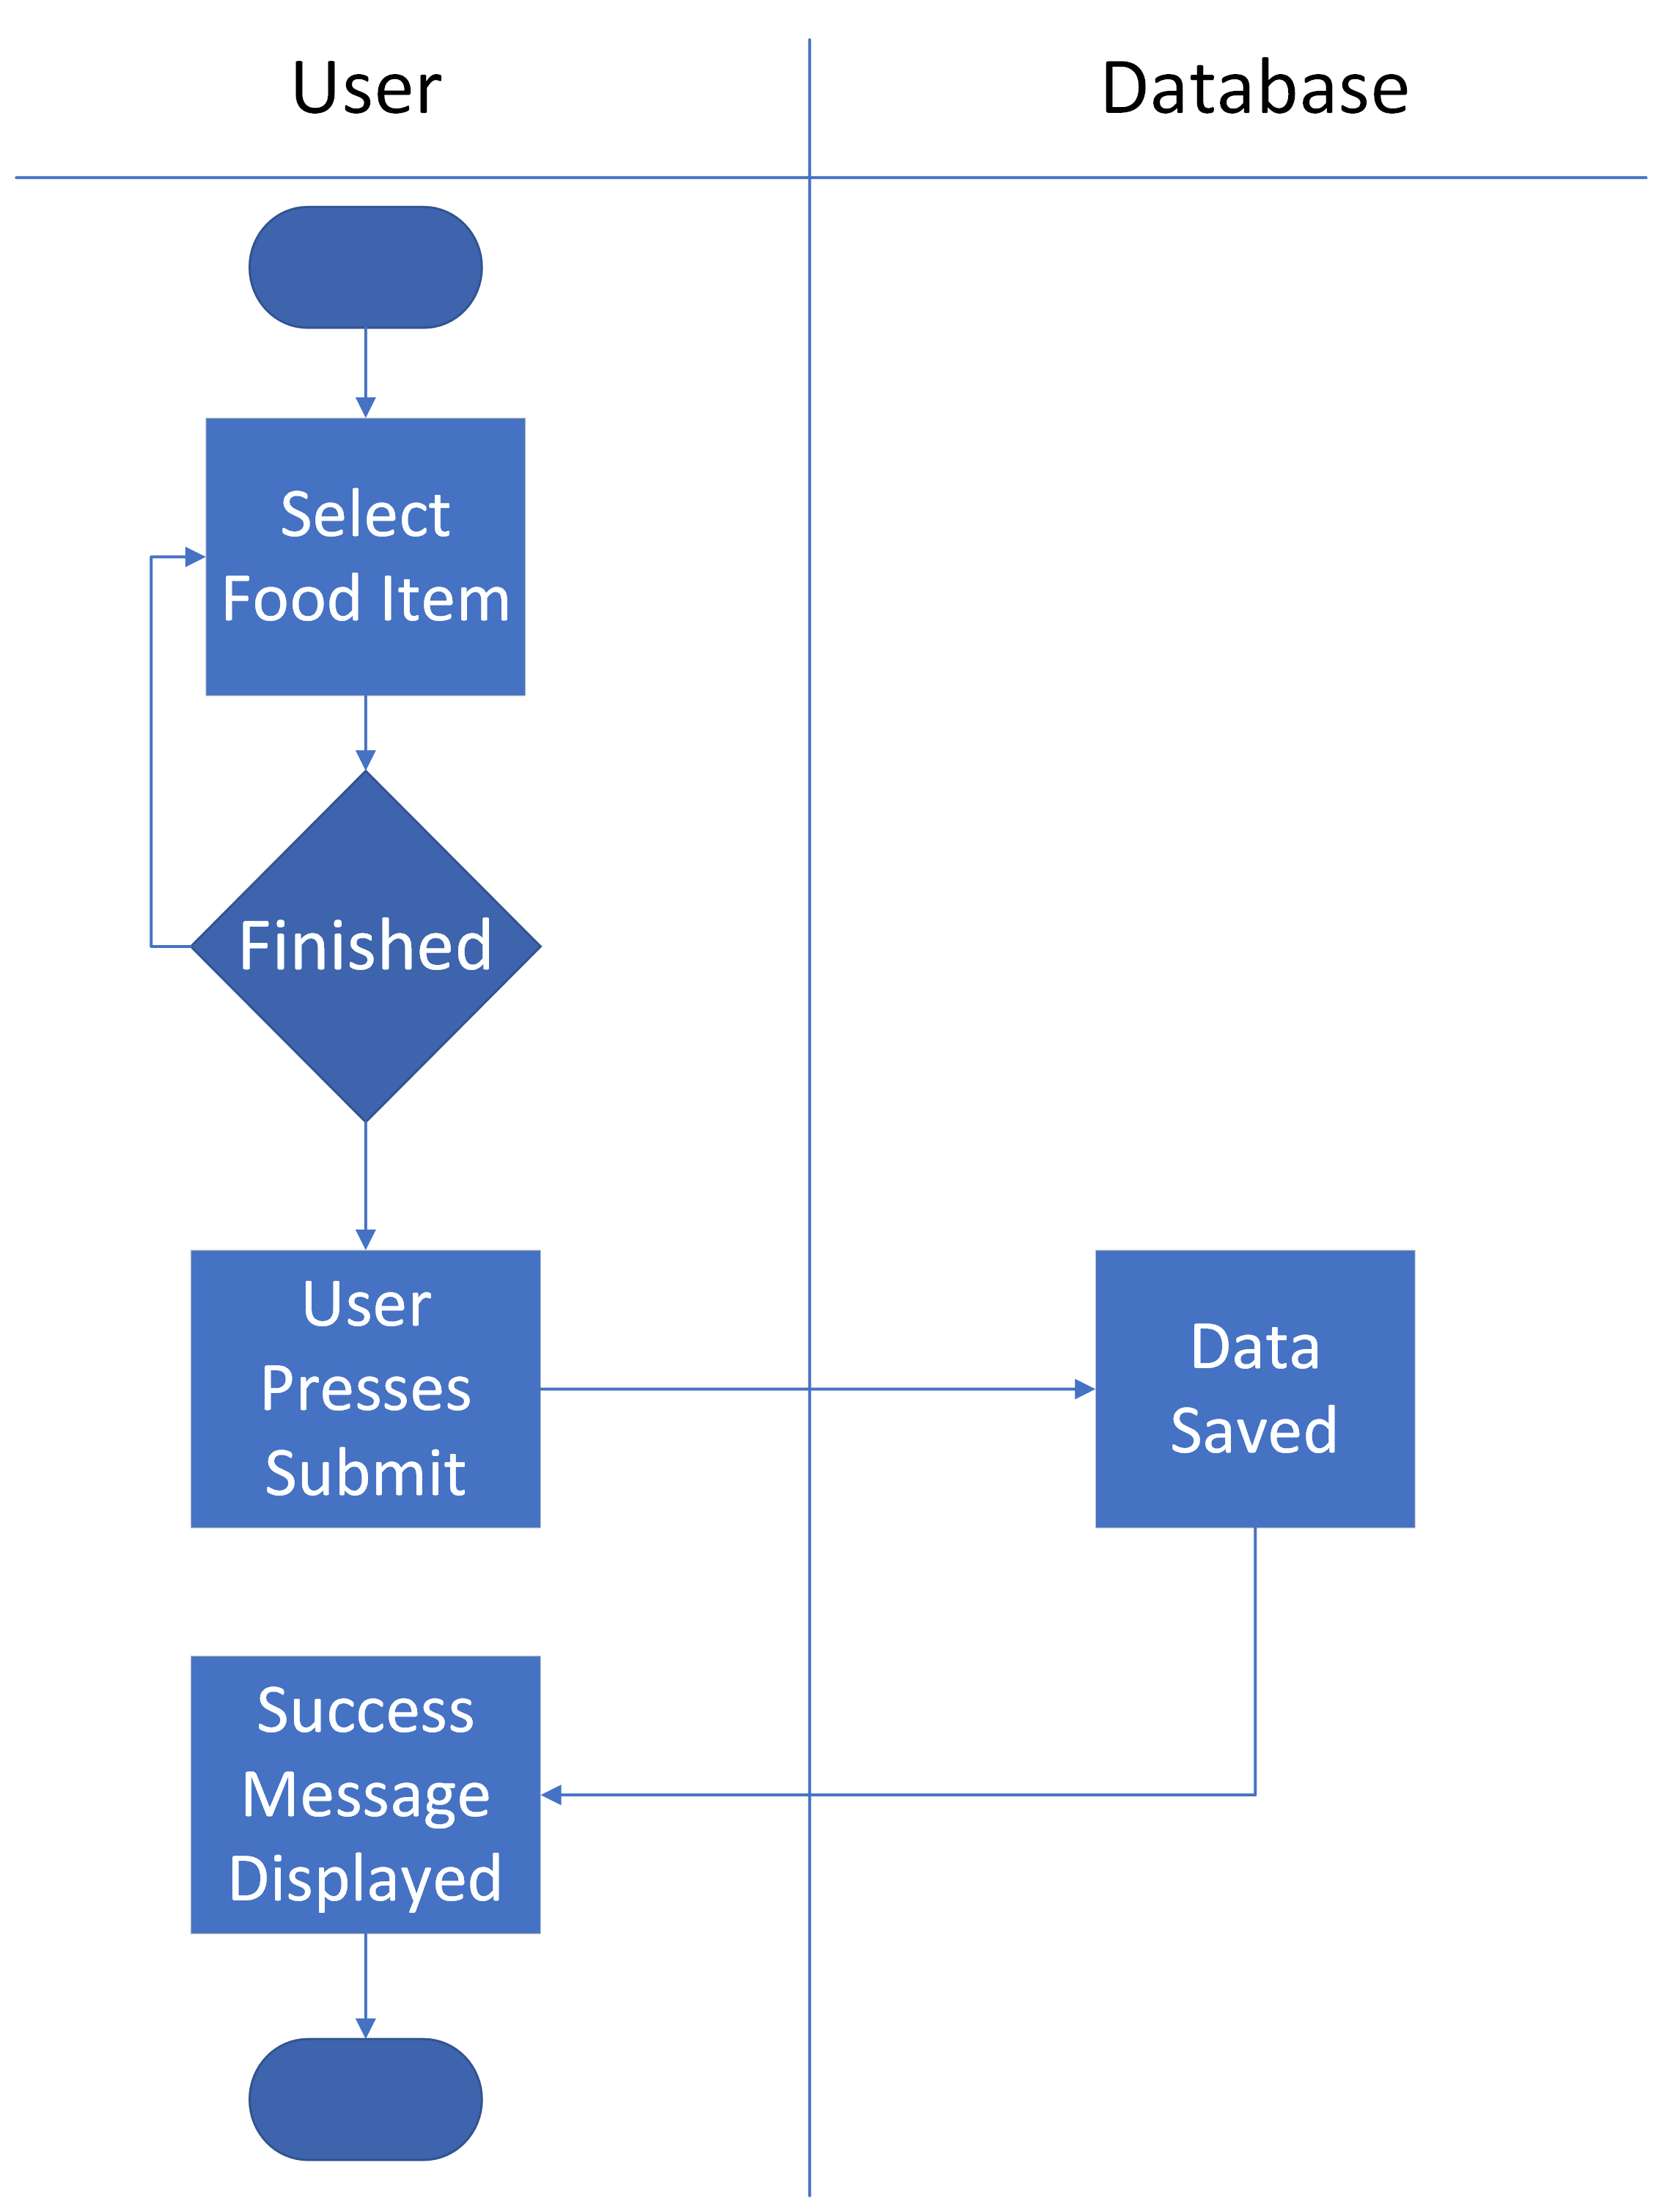 User
Database
Select
Food Item
Finished
User
Presses
Submit
Data
Saved
Success
Message
Displayed